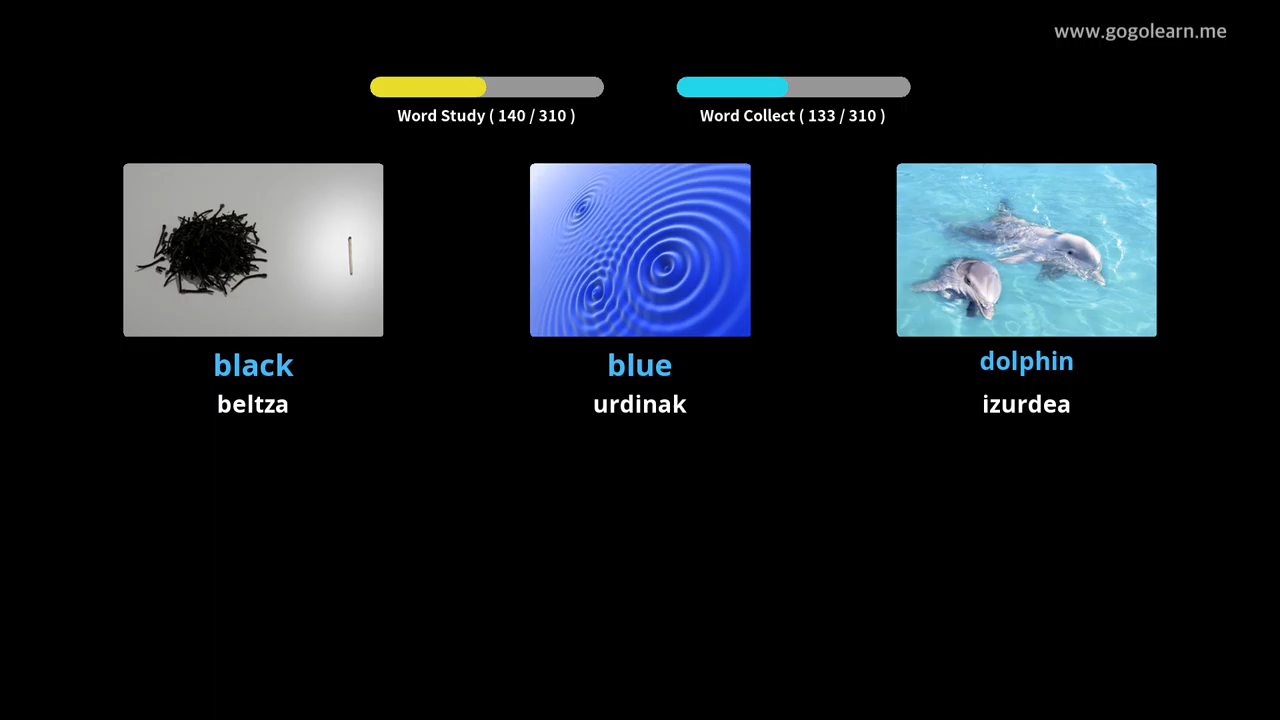 www.gogolearn.me
Word Study ( 140 / 310 )
Word Collect ( 133 / 310 )
black
blue
dolphin
beltza
urdinak
izurdea